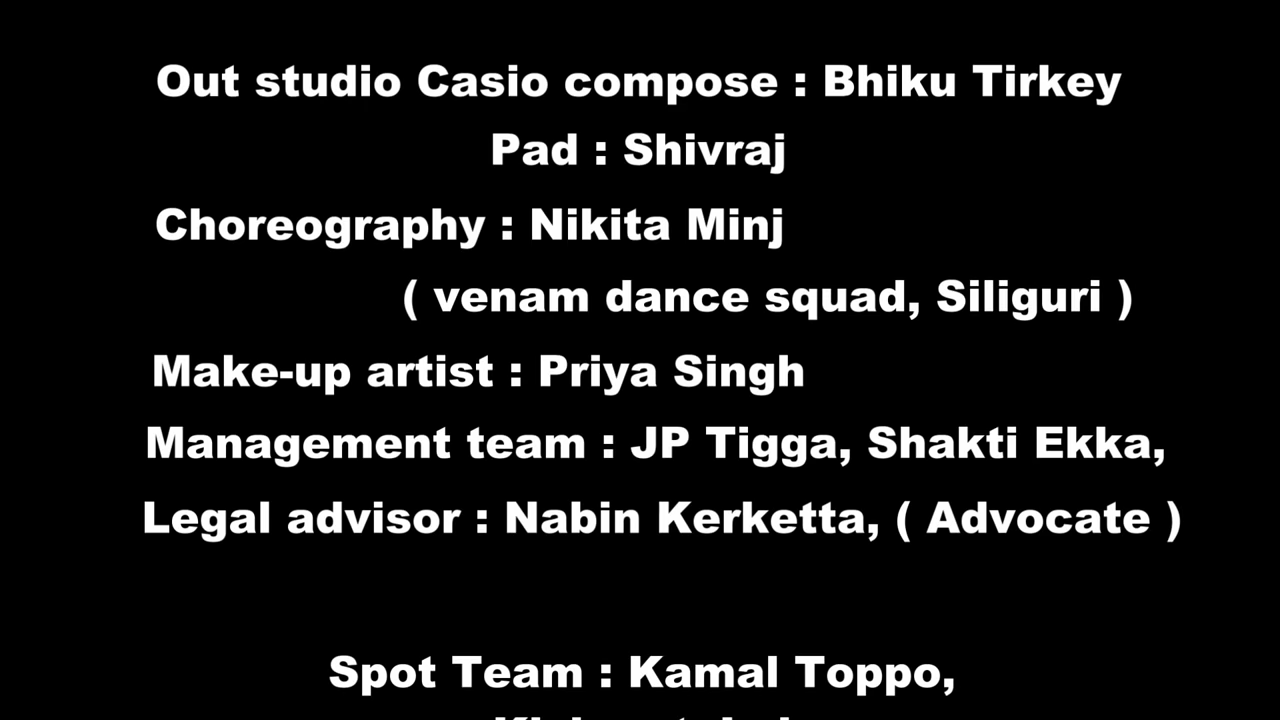 Out studio Casio compose : Bhiku Tirkey
Pad : Shivraj
Choreography : Nikita Minj
( venam dance squad, Siliguri )
Make-up artist : Priya Singh
Management team : JP Tigga, Shakti Ekka,
Legal advisor : Nabin Kerketta, ( Advocate )
Spot Team : Kamal Toppo,